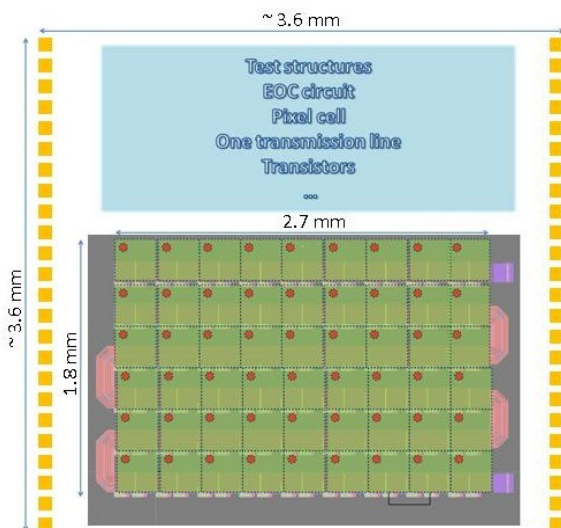 ~ 3.6 mm
Test structures
EOC circuit
Pixel cell
One transmission line
Transistors
...
2.7 mm
~ 3.6 mm
1.8 mm